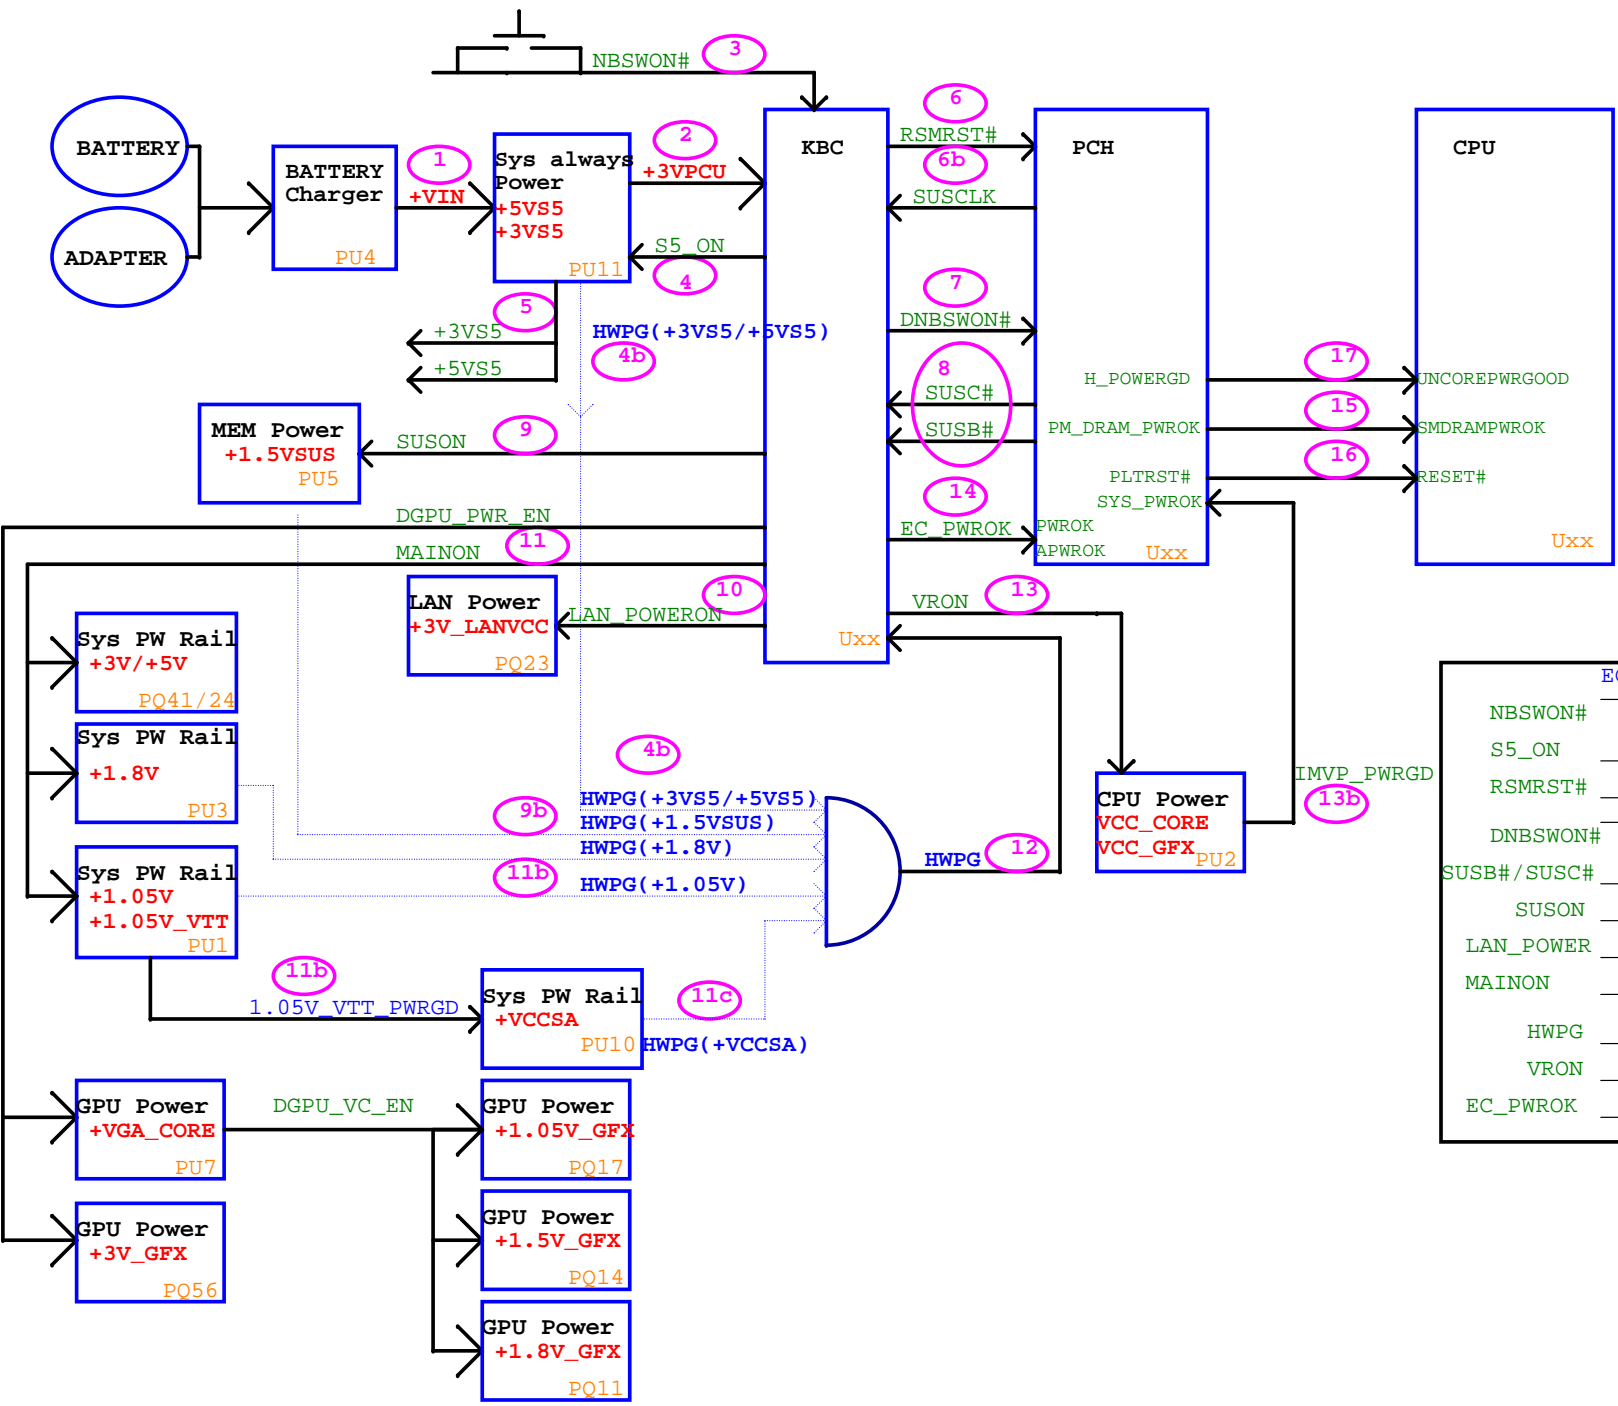 NBSWON#
3
BATTERY
ADAPTER
BATTERY
Charger
PU4
1
+VIN
Sys always
Power
+5VS5
+3VS5
PU11
2
+3VPCU
S5_ON
4
5
+3VS5
+5VS5
HWPG(+3VS5/+5VS5)
4b
KBC
Uxx
6
RSMRST#
6b
SUSCLK
7
DNBSWON#
8
SUSC#
SUSB#
14
EC_PWROK
PCH
H_POWERGD
PM_DRAM_PWROK
PLTRST#
SYS_PWROK
PWROK
APWROK
Uxx
17
15
16
CPU
UNCOREPWRGOOD
SMDRAMPWROK
RESET#
Uxx
MEM Power
+1.5VSUS
PU5
SUSON
9
DGPU_PWR_EN
MAINON
11
LAN Power
+3V_LANVCC
PQ23
LAN_POWERON
10
VRON
13
Sys PW Rail
+3V/+5V
PQ41/24
Sys PW Rail
+1.8V
PU3
Sys PW Rail
+1.05V
+1.05V_VTT
PU1
4b
HWPG(+3VS5/+5VS5)
9b
HWPG(+1.5VSUS)
HWPG(+1.8V)
11b
HWPG(+1.05V)
HWPG
12
CPU Power
VCC_CORE
VCC_GFX
PU2
IMVP_PWRGD
13b
11b
1.05V_VTT_PWRGD
Sys PW Rail
+VCCSA
PU10
11c
HWPG(+VCCSA)
GPU Power
+VGA_CORE
PU7
DGPU_VC_EN
GPU Power
+1.05V_GFX
PQ17
GPU Power
+3V_GFX
PQ56
GPU Power
+1.5V_GFX
PQ14
GPU Power
+1.8V_GFX
PQ11
NBSWON#
S5_ON
RSMRST#
DNBSWON#
SUSB#/SUSC#
SUSON
LAN_POWER
MAINON
HWPG
VRON
EC_PWROK